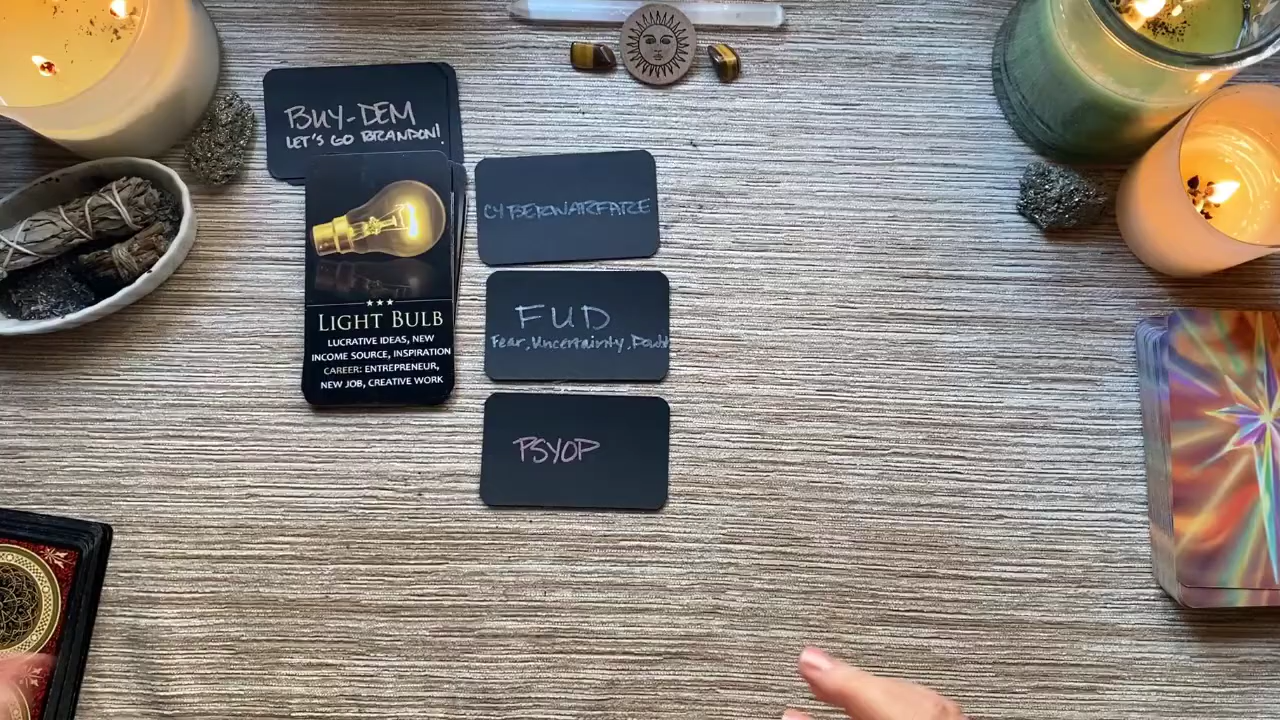 BUY-DEM
LET'S GO BRANDON!
LIGHT BULB
LUCRATIVE IDEAS, NEW
INCOME SOURCE, INSPIRATION
CAREER: ENTREPRENEUR,
NEW JOB, CREATIVE WORK
CYBERWARFARE
FUD
Fear, Uncertainty, Doubt
PSYOP